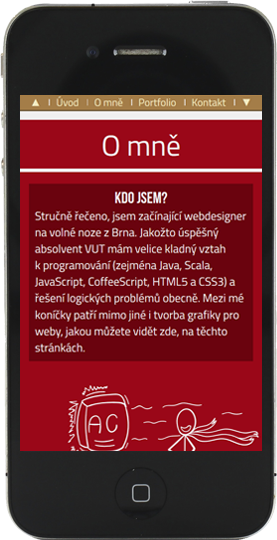 ▲ | Úvod | O mně | Portfolio | Kontakt | ▼
O mně
KDO JSEM?
Stručně řečeno, jsem začínající webdesigner
na volné noze z Brna. Jakožto úspěšný
absolvent VUT mám velice kladný vztah
k programování (zejména Java, Scala,
JavaScript, CoffeeScript, HTML5 a CSS3) a
řešení logických problémů obecně. Mezi mé
koníčky patří mimo jiné i tvorba grafiky pro
weby, jakou můžete vidět zde, na těchto
stránkách.
AC